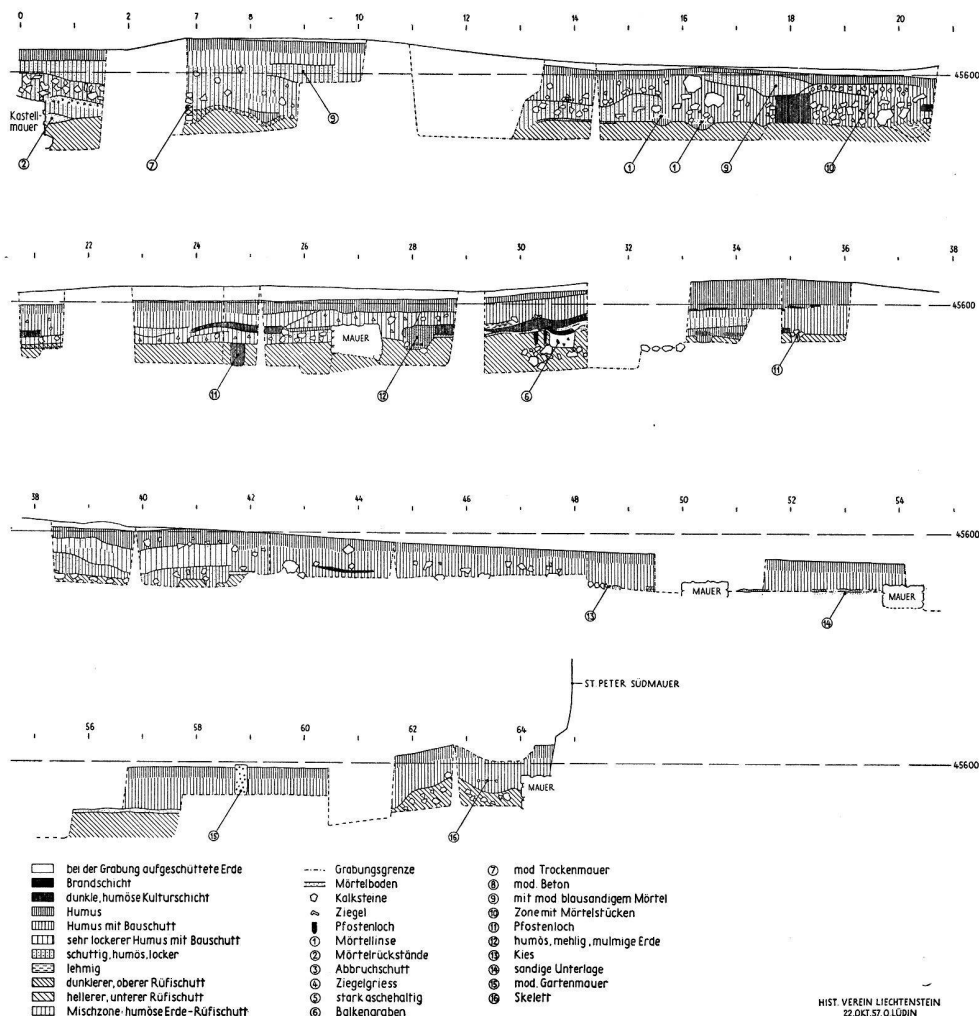 0 2 7 8 10 12 14 16 18 20
45600
Kastell-
mauer
② ⑦ ⑨ ① ① ⑨ ⑩
22 24 26 28 30 32 34 36 38
45600
MAUER
⑪ ⑫ ⑥ ⑪
38 40 42 44 46 48 50 52 54
45600
MAUER
MAUER
⑬ ⑭
ST. PETER SÜDMAUER
56 58 60 62 64
45600
MAUER
⑮ ⑯
bei der Grabung aufgeschüttete Erde
Brandschicht
dunkle, humöse Kulturschicht
Humus
Humus mit Bauschutt
sehr lockerer Humus mit Bauschutt
schuttig, humös, locker
lehmig
dunklerer, oberer Rüfischutt
hellerer, unterer Rüfischutt
Mischzone: humöse Erde-Rüfischutt
Grabungsgrenze
Mörtelboden
Kalksteine
Ziegel
Pfostenloch
① Mörtellinse
② Mörtelrückstände
③ Abbruchschutt
④ Ziegelgriess
⑤ stark aschehaltig
⑥ Balkengraben
⑦ mod Trockenmauer
⑧ mod. Beton
⑨ mit mod blausandigem Mörtel
⑩ Zone mit Mörtelstücken
⑪ Pfostenloch
⑫ humös, mehlig, mulmige Erde
⑬ Kies
⑭ sandige Unterlage
⑮ mod. Gartenmauer
⑯ Skelett
HIST. VEREIN LIECHTENSTEIN
22.OKT.57. O.LÜDIN